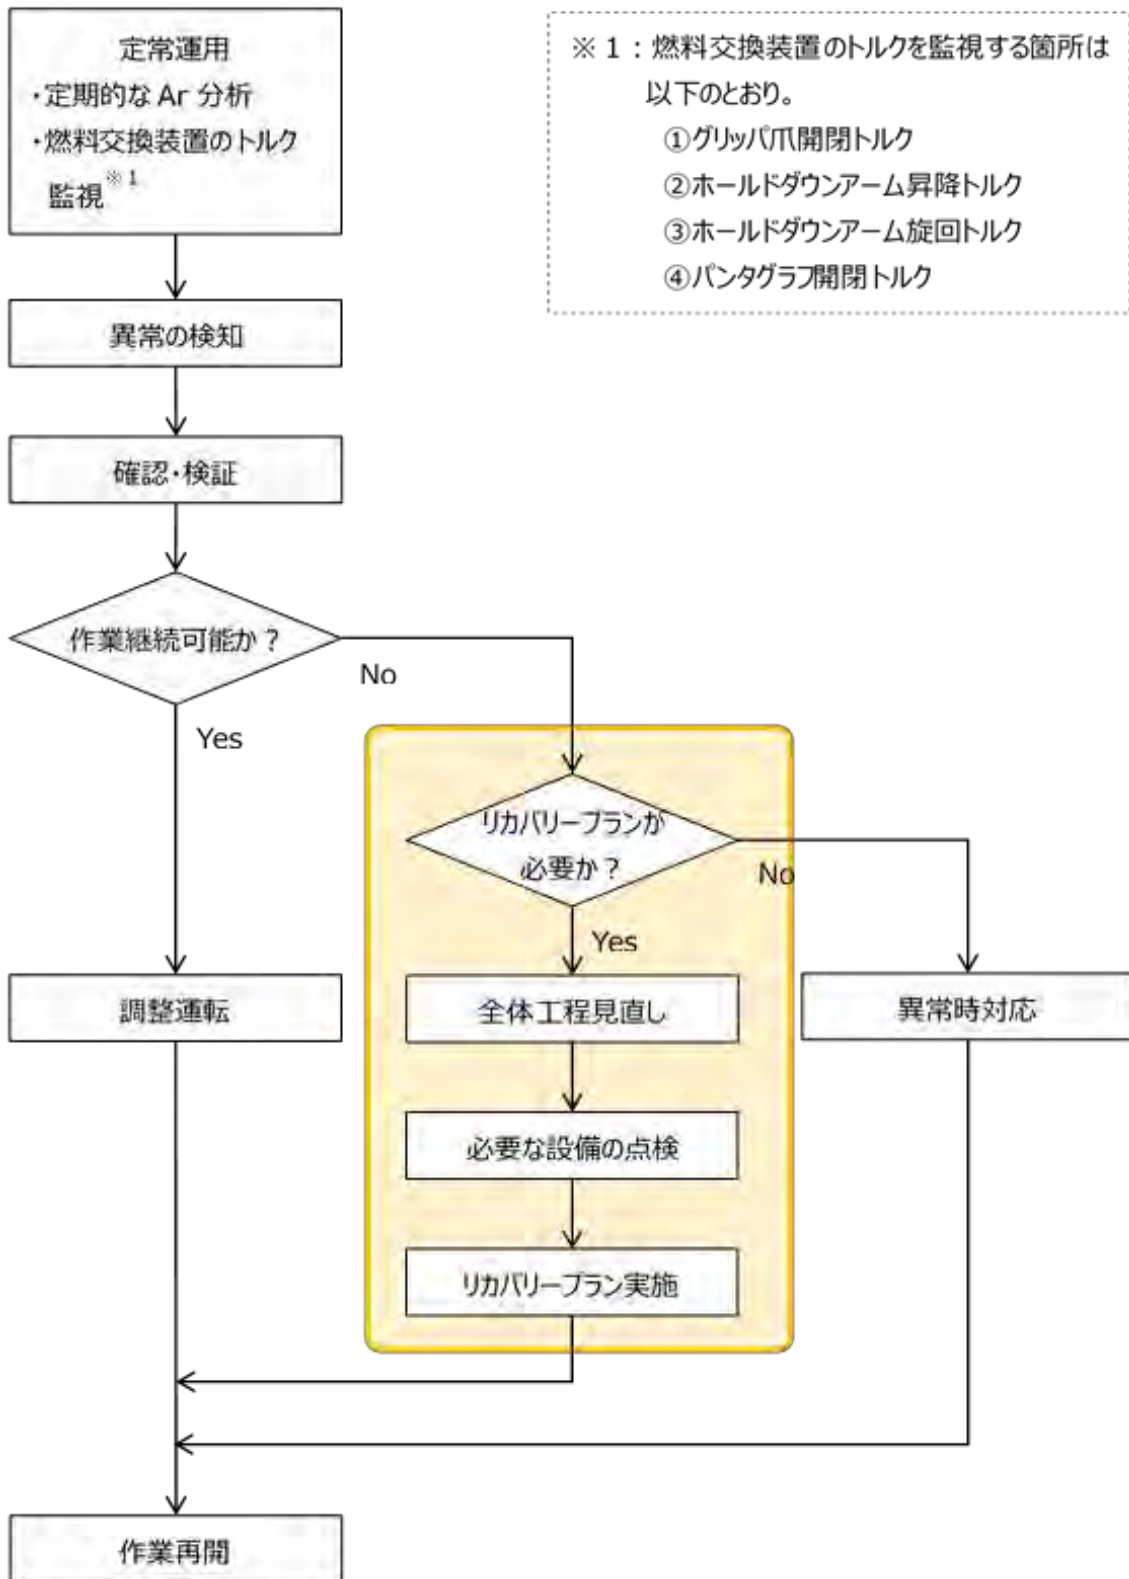 定常運用
・定期的な Ar 分析
・燃料交換装置のトルク
監視※1
※1：燃料交換装置のトルクを監視する箇所は
以下のとおり。
①グリッパ爪開閉トルク
②ホールドダウンアーム昇降トルク
③ホールドダウンアーム旋回トルク
④パンタグラフ開閉トルク
異常の検知
確認・検証
作業継続可能か？
No
Yes
リカバリープランが
必要か？
No
Yes
調整運転
全体工程見直し
異常時対応
必要な設備の点検
リカバリープラン実施
作業再開